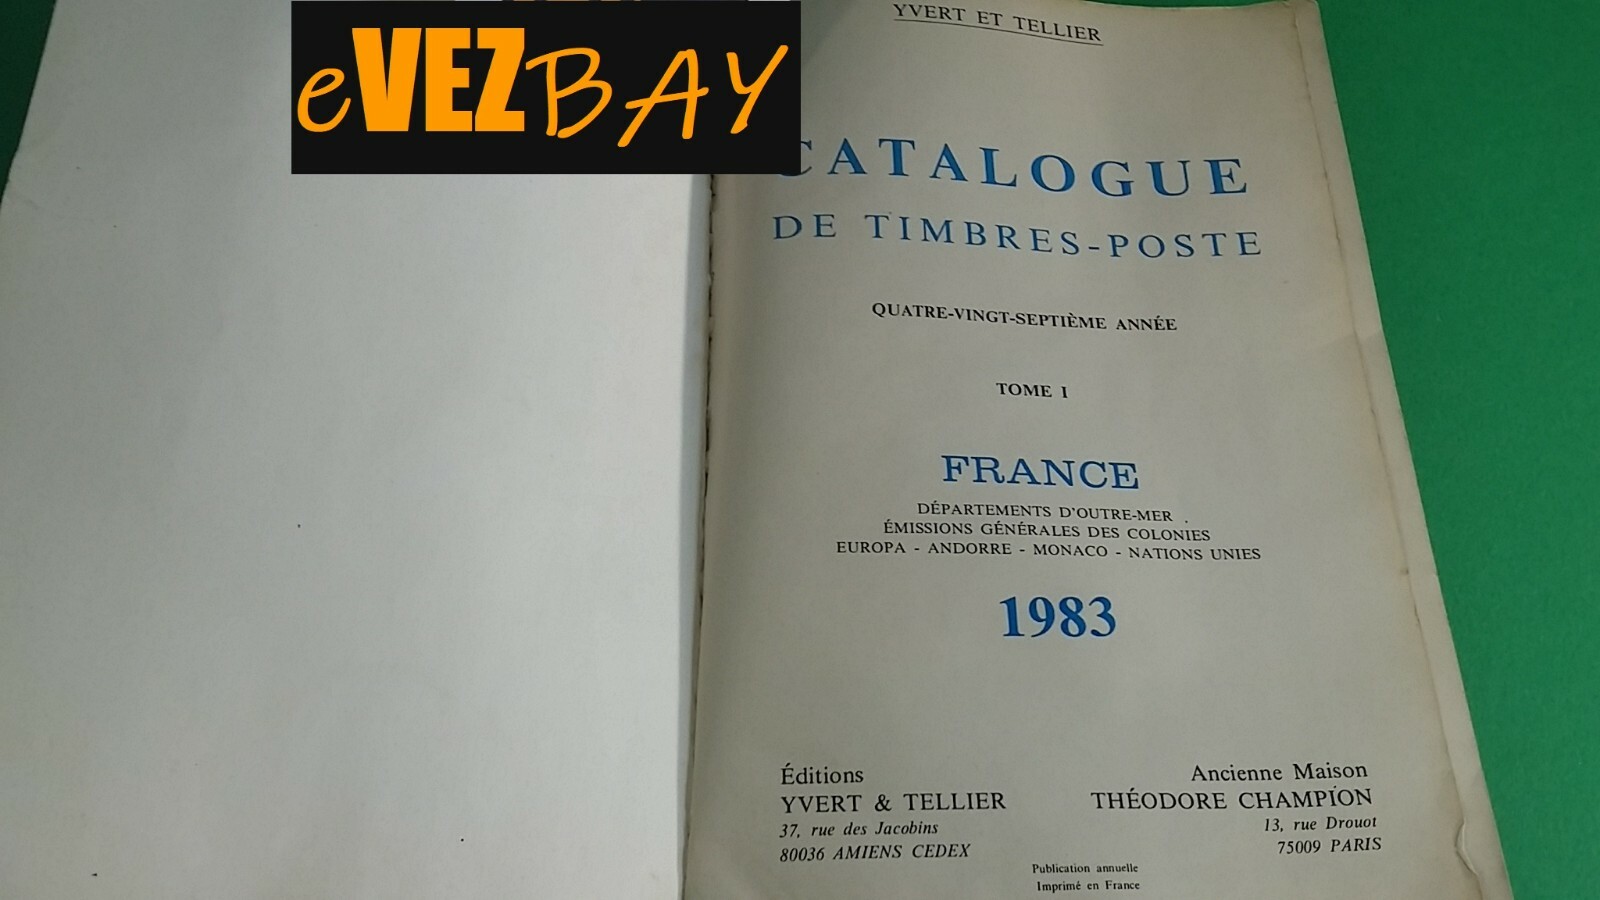 eVEZBAY
YVERT ET TELLIER
CATALOGUE
DE TIMBRES-POSTE
QUATRE-VINGT-SEPTIÈME ANNÉE
TOME I
FRANCE
DÉPARTEMENTS D'OUTRE-MER
ÉMISSIONS GÉNÉRALES DES COLONIES
EUROPA - ANDORRE - MONACO - NATIONS UNIES
1983
Éditions
YVERT & TELLIER
37, rue des Jacobins
80036 AMIENS CEDEX
Ancienne Maison
THÉODORE CHAMPION
13, rue Drouot
75009 PARIS
Publication annuelle
Imprimé en France